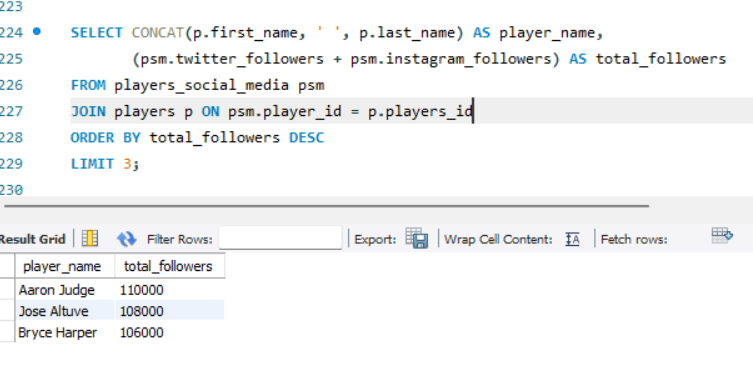 223
224 SELECT CONCAT(p.first_name, ' ', p.last_name) AS player_name,
225 (psm.twitter_followers + psm.instagram_followers) AS total_followers
226 FROM players_social_media psm
227 JOIN players p ON psm.player_id = p.players_id
228 ORDER BY total_followers DESC
229 LIMIT 3;
230
Result Grid Filter Rows: Export: Wrap Cell Content: Fetch rows:
player_name total_followers
Aaron Judge 110000
Jose Altuve 108000
Bryce Harper 106000